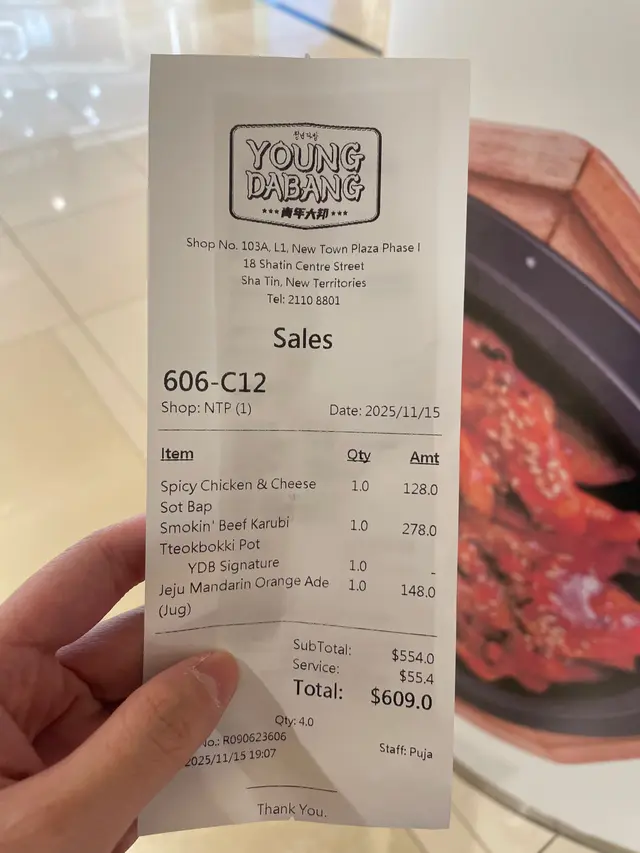 청년다방
YOUNG
DABANG
青年大邦
Shop No. 103A, L1, New Town Plaza Phase I
18 Shatin Centre Street
Sha Tin, New Territories
Tel: 2110 8801
Sales
606-C12
Shop: NTP (1) Date: 2025/11/15
Item Qty Amt
Spicy Chicken & Cheese 1.0 128.0
Sot Bap
Smokin' Beef Karubi 1.0 278.0
Tteokbokki Pot
YDB Signature 1.0 -
Jeju Mandarin Orange Ade 1.0 148.0
(Jug)
SubTotal: $554.0
Service: $55.4
Total: $609.0
Qty: 4.0
No.: R090623606
2025/11/15 19:07 Staff: Puja
Thank You.